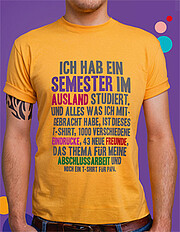 ICH HAB EIN
SEMESTER IM
AUSLAND STUDIERT,
UND ALLES WAS ICH MIT-
GEBRACHT HABE, IST DIESES
T-SHIRT, 1000 VERSCHIEDENE
EINDRÜCKE, 43 NEUE FREUNDE,
DAS THEMA FÜR MEINE
ABSCHLUSSARBEIT UND
NOCH EIN T-SHIRT FÜR PAPA.